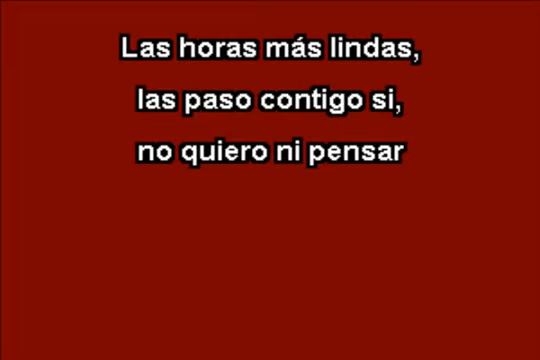 Las horas más lindas,
las paso contigo si,
no quiero ni pensar